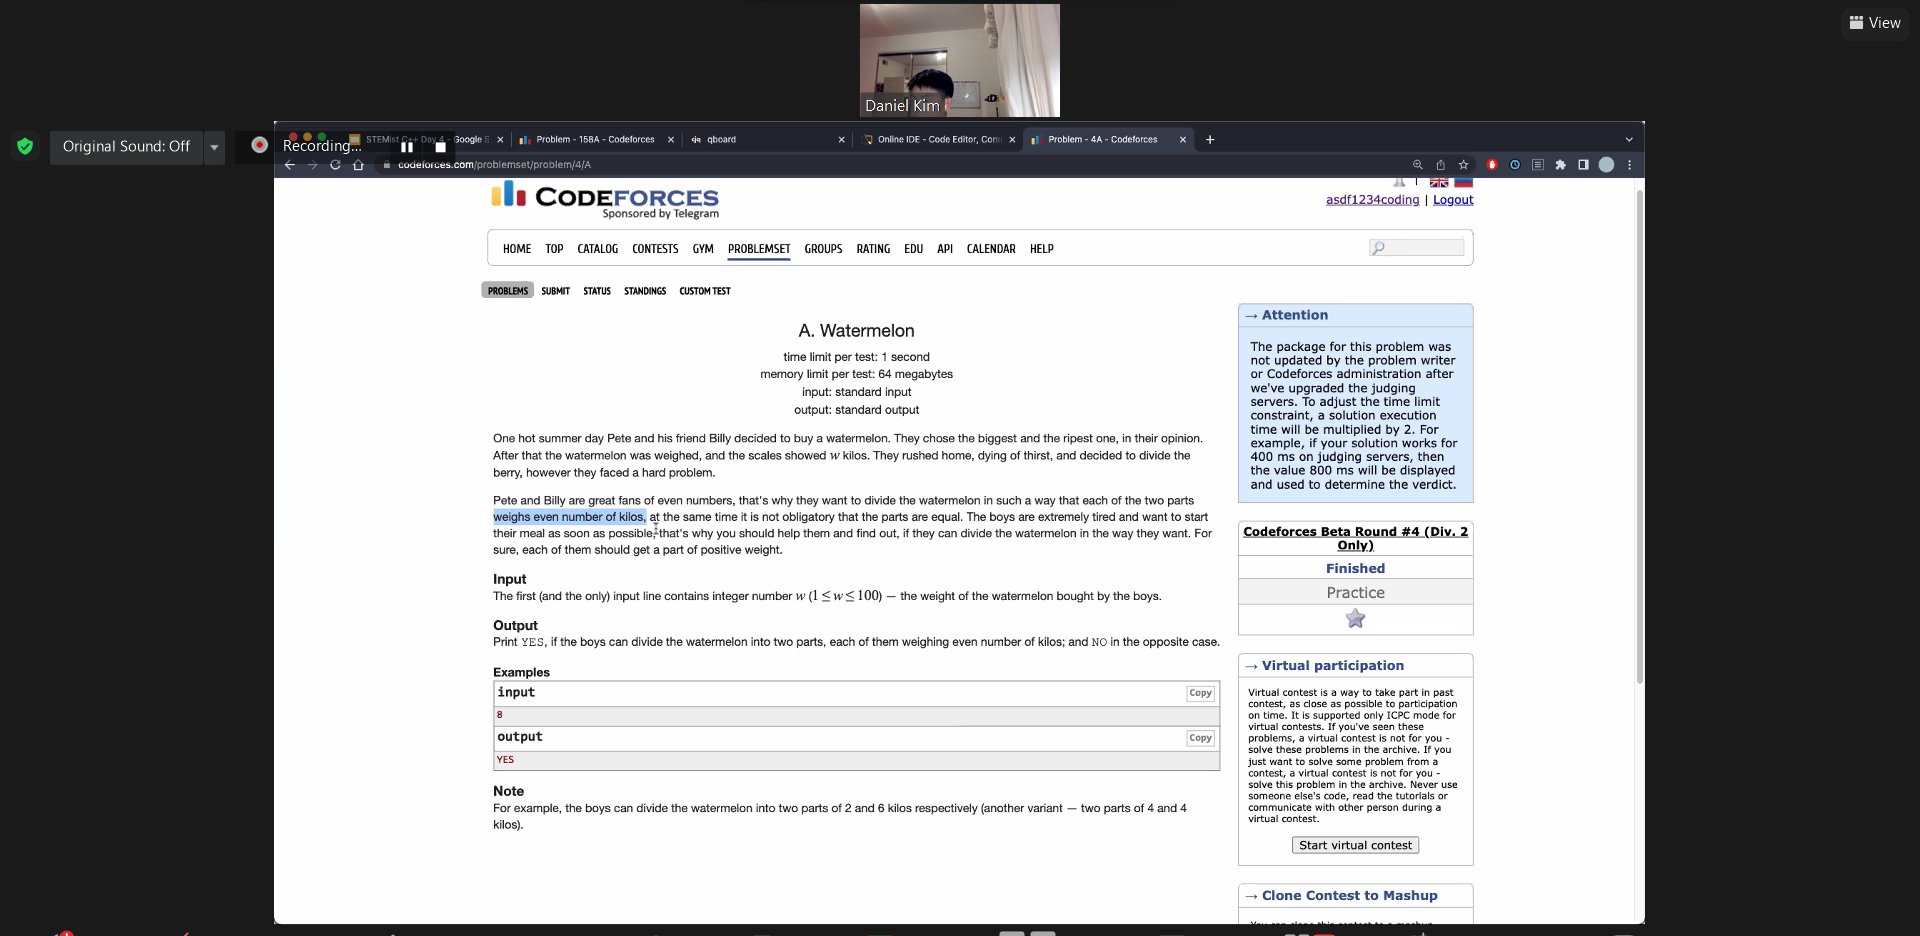 View
Daniel Kim
Original Sound: Off
Recording...
STEMist C++ Day 4 - Google S
Problem - 158A - Codeforces
qboard
Online IDE - Code Editor, Com
Problem - 4A - Codeforces
codeforces.com/problemset/problem/4/A
CODEFORCES
Sponsored by Telegram
asdf1234coding | Logout
HOME TOP CATALOG CONTESTS GYM PROBLEMSET GROUPS RATING EDU API CALENDAR HELP
PROBLEMS SUBMIT STATUS STANDINGS CUSTOM TEST
A. Watermelon
time limit per test: 1 second
memory limit per test: 64 megabytes
input: standard input
output: standard output
One hot summer day Pete and his friend Billy decided to buy a watermelon. They chose the biggest and the ripest one, in their opinion.
After that the watermelon was weighed, and the scales showed w kilos. They rushed home, dying of thirst, and decided to divide the
berry, however they faced a hard problem.
Pete and Billy are great fans of even numbers, that's why they want to divide the watermelon in such a way that each of the two parts
weighs even number of kilos, at the same time it is not obligatory that the parts are equal. The boys are extremely tired and want to start
their meal as soon as possible, that's why you should help them and find out, if they can divide the watermelon in the way they want. For
sure, each of them should get a part of positive weight.
Input
The first (and the only) input line contains integer number w (1 ≤ w ≤ 100) — the weight of the watermelon bought by the boys.
Output
Print YES, if the boys can divide the watermelon into two parts, each of them weighing even number of kilos; and NO in the opposite case.
Examples
input
Copy
8
output
Copy
YES
Note
For example, the boys can divide the watermelon into two parts of 2 and 6 kilos respectively (another variant — two parts of 4 and 4
kilos).
→ Attention
The package for this problem was
not updated by the problem writer
or Codeforces administration after
we've upgraded the judging
servers. To adjust the time limit
constraint, a solution execution
time will be multiplied by 2. For
example, if your solution works for
400 ms on judging servers, then
the value 800 ms will be displayed
and used to determine the verdict.
Codeforces Beta Round #4 (Div. 2
Only)
Finished
Practice
→ Virtual participation
Virtual contest is a way to take part in past
contest, as close as possible to participation
on time. It is supported only ICPC mode for
virtual contests. If you've seen these
problems, a virtual contest is not for you -
solve these problems in the archive. If you
just want to solve some problem from a
contest, a virtual contest is not for you -
solve this problem in the archive. Never use
someone else's code, read the tutorials or
communicate with other person during a
virtual contest.
Start virtual contest
→ Clone Contest to Mashup